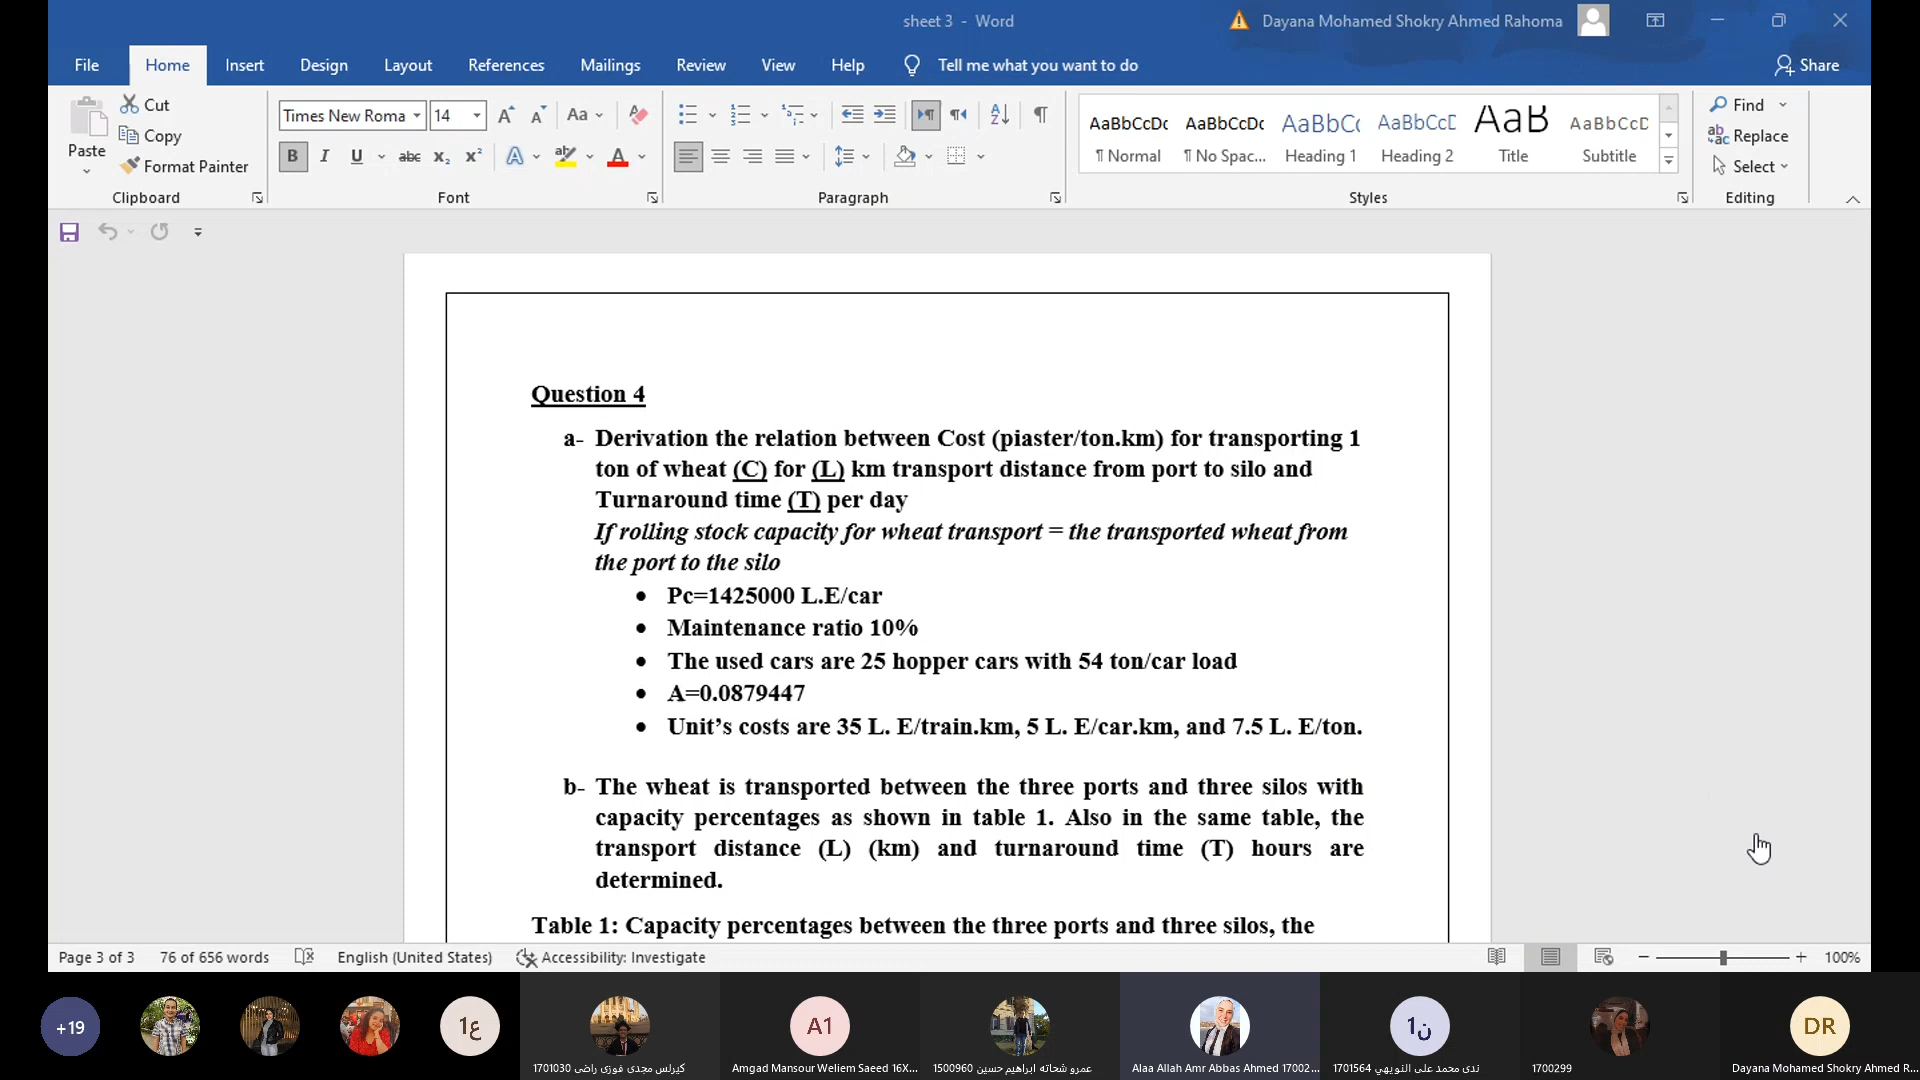 sheet 3 - Word
Dayana Mohamed Shokry Ahmed Rahoma
File Home Insert Design Layout References Mailings Review View Help Tell me what you want to do Share
Paste
Cut
Copy
Format Painter
Clipboard
Times New Roma 14
Aa
B I U abc x₂ x² A A
Font
Paragraph
AaBbCcDc AaBbCcDc AaBbCc AaBbCcD AaB AaBbCcD
¶ Normal ¶ No Spac... Heading 1 Heading 2 Title Subtitle
Styles
Find
Replace
Select
Editing
Question 4
a- Derivation the relation between Cost (piaster/ton.km) for transporting 1
ton of wheat (C) for (L) km transport distance from port to silo and
Turnaround time (T) per day
If rolling stock capacity for wheat transport = the transported wheat from
the port to the silo
• Pc=1425000 L.E/car
• Maintenance ratio 10%
• The used cars are 25 hopper cars with 54 ton/car load
• A=0.0879447
• Unit’s costs are 35 L. E/train.km, 5 L. E/car.km, and 7.5 L. E/ton.
b- The wheat is transported between the three ports and three silos with
capacity percentages as shown in table 1. Also in the same table, the
transport distance (L) (km) and turnaround time (T) hours are
determined.
Table 1: Capacity percentages between the three ports and three silos, the
Page 3 of 3 76 of 656 words English (United States) Accessibility: Investigate 100%
+19
ع1
A1
ن1
DR
كيرلس مجدى فوزى راضى 1701030
Amgad Mansour Weliem Saeed 16X...
عمرو شحاته ابراهيم حسين 1500960
Alaa Allah Amr Abbas Ahmed 17002...
ندى محمد على النويهي 1701564
1700299
Dayana Mohamed Shokry Ahmed R...